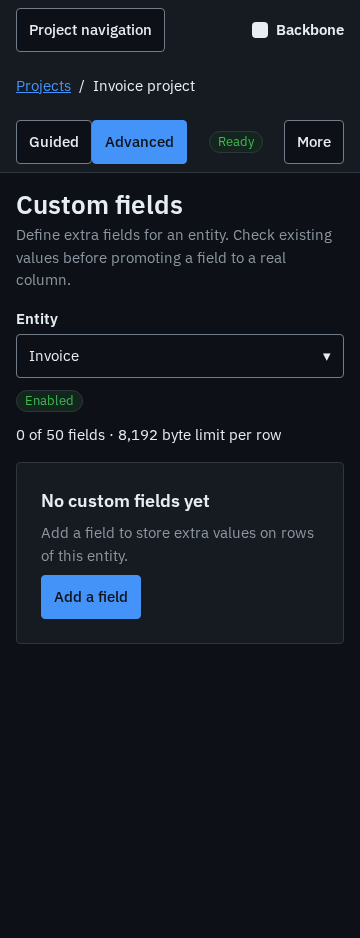 Project navigation
Backbone
Projects / Invoice project
Guided Advanced Ready More
Custom fields
Define extra fields for an entity. Check existing
values before promoting a field to a real
column.
Entity
Invoice ▾
Enabled
0 of 50 fields · 8,192 byte limit per row
No custom fields yet
Add a field to store extra values on rows
of this entity.
Add a field